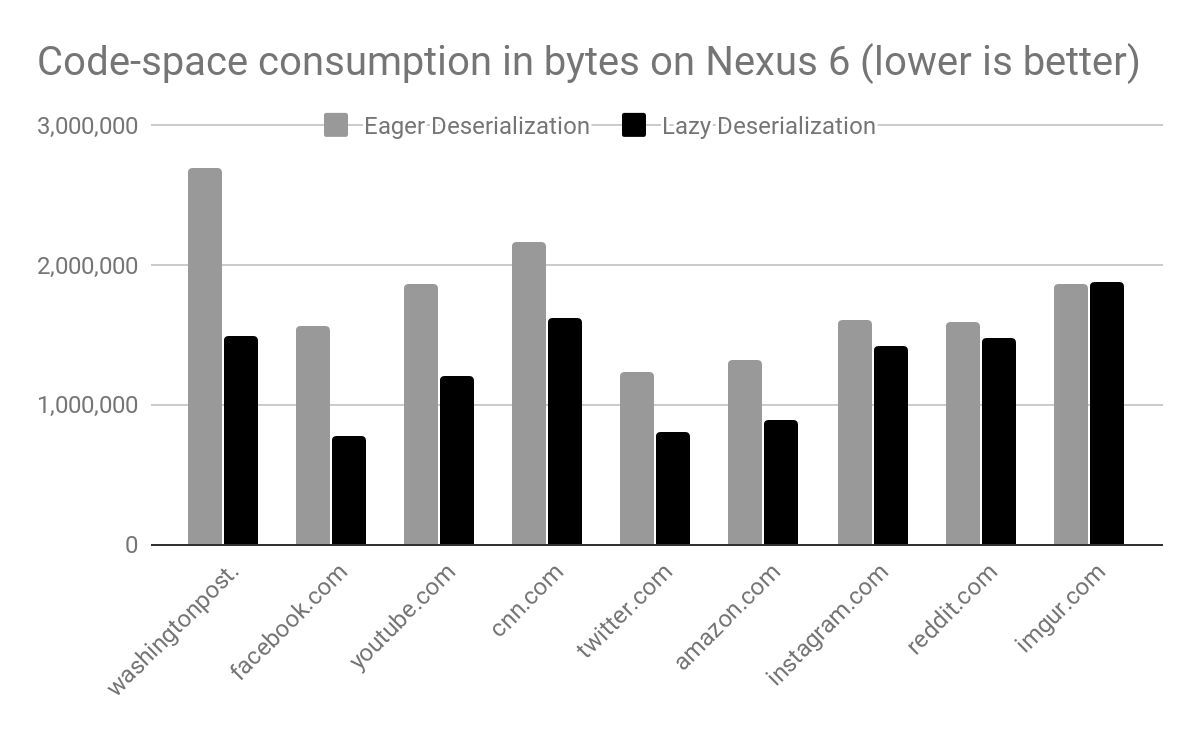 Code-space consumption in bytes on Nexus 6 (lower is better)
Eager Deserialization
Lazy Deserialization
3,000,000
2,000,000
1,000,000
0
washingtonpost.
facebook.com
youtube.com
cnn.com
twitter.com
amazon.com
instagram.com
reddit.com
imgur.com